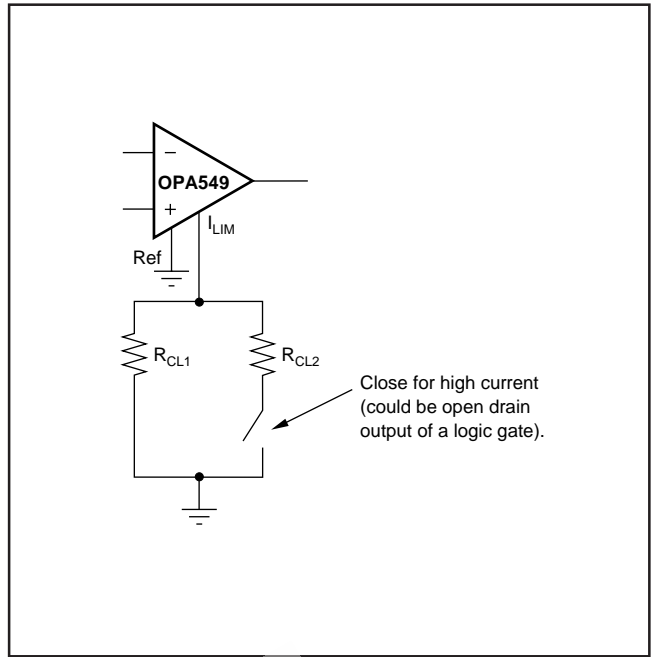 −
OPA549
+
I_LIM
Ref
R_CL1
R_CL2
Close for high current
(could be open drain
output of a logic gate).